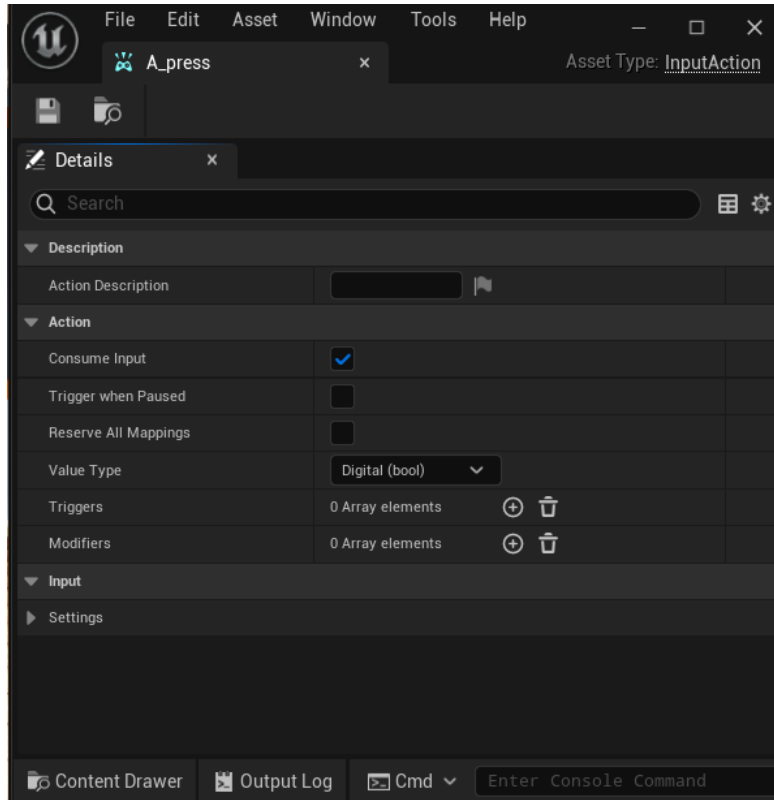 File Edit Asset Window Tools Help
A_press
Asset Type: InputAction
Details
Search
Description
Action Description
Action
Consume Input
Trigger when Paused
Reserve All Mappings
Value Type Digital (bool)
Triggers 0 Array elements
Modifiers 0 Array elements
Input
Settings
Content Drawer Output Log Cmd Enter Console Command